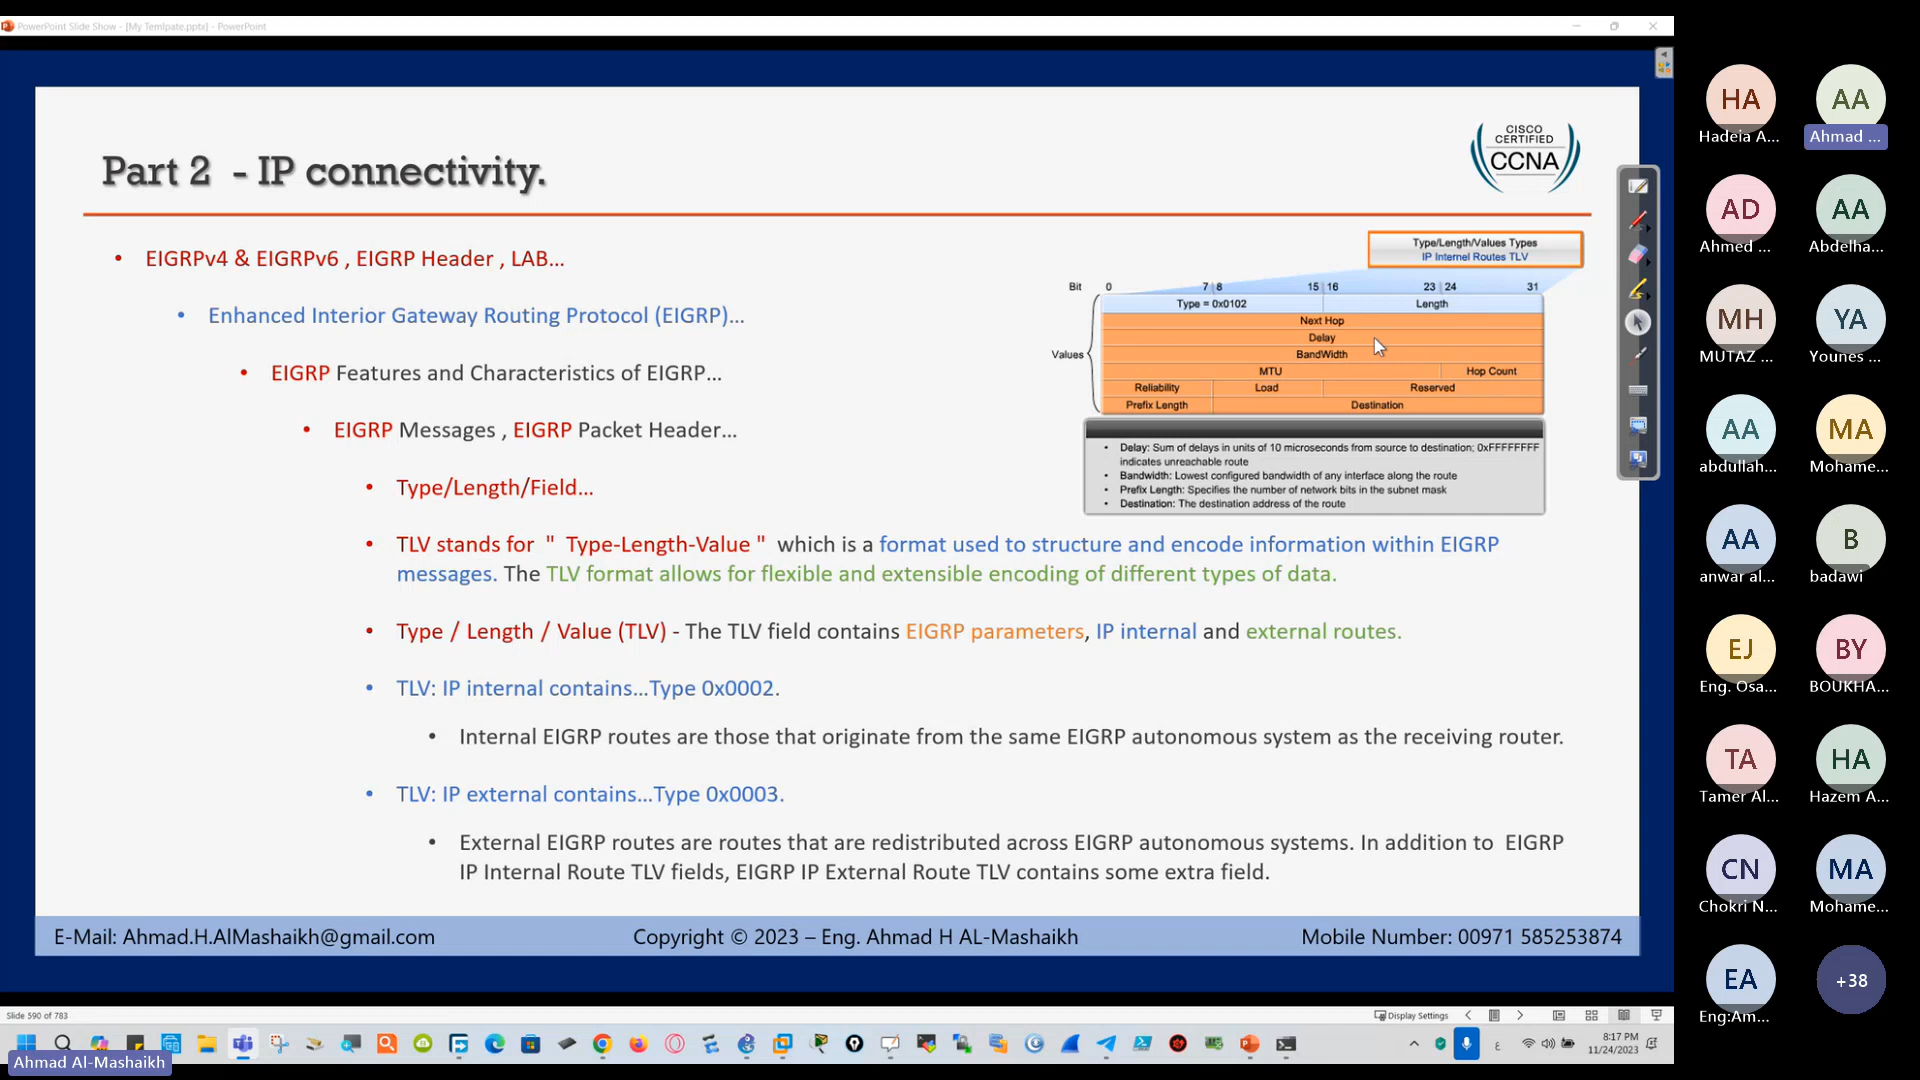 PowerPoint Slide Show - [My Temlpate.pptx] - PowerPoint
Part 2 - IP connectivity.
CISCO
CERTIFIED
CCNA
• EIGRPv4 & EIGRPv6 , EIGRP Header , LAB...
• Enhanced Interior Gateway Routing Protocol (EIGRP)...
• EIGRP Features and Characteristics of EIGRP...
• EIGRP Messages , EIGRP Packet Header...
• Type/Length/Field...
Type/Length/Values Types
IP Internel Routes TLV
Bit 0 7 8 15 16 23 24 31
Type = 0x0102 Length
Next Hop
Delay
Values
BandWidth
MTU Hop Count
Reliability Load Reserved
Prefix Length Destination
• Delay: Sum of delays in units of 10 microseconds from source to destination; 0xFFFFFFFF
indicates unreachable route
• Bandwidth: Lowest configured bandwidth of any interface along the route
• Prefix Length: Specifies the number of network bits in the subnet mask
• Destination: The destination address of the route
• TLV stands for " Type-Length-Value " which is a format used to structure and encode information within EIGRP
messages. The TLV format allows for flexible and extensible encoding of different types of data.
• Type / Length / Value (TLV) - The TLV field contains EIGRP parameters, IP internal and external routes.
• TLV: IP internal contains...Type 0x0002.
• Internal EIGRP routes are those that originate from the same EIGRP autonomous system as the receiving router.
• TLV: IP external contains...Type 0x0003.
• External EIGRP routes are routes that are redistributed across EIGRP autonomous systems. In addition to EIGRP
IP Internal Route TLV fields, EIGRP IP External Route TLV contains some extra field.
E-Mail: Ahmad.H.AlMashaikh@gmail.com Copyright © 2023 – Eng. Ahmad H AL-Mashaikh Mobile Number: 00971 585253874
Slide 590 of 783
Display Settings
8:17 PM
11/24/2023
ع
Ahmad Al-Mashaikh
HA AA
Hadeia A... Ahmad ...
AD AA
Ahmed ... Abdelha...
MH YA
MUTAZ ... Younes ...
AA MA
abdullah... Mohame...
AA B
anwar al... badawi
EJ BY
Eng. Osa... BOUKHA...
TA HA
Tamer Al... Hazem A...
CN MA
Chokri N... Mohame...
EA +38
Eng:Am...